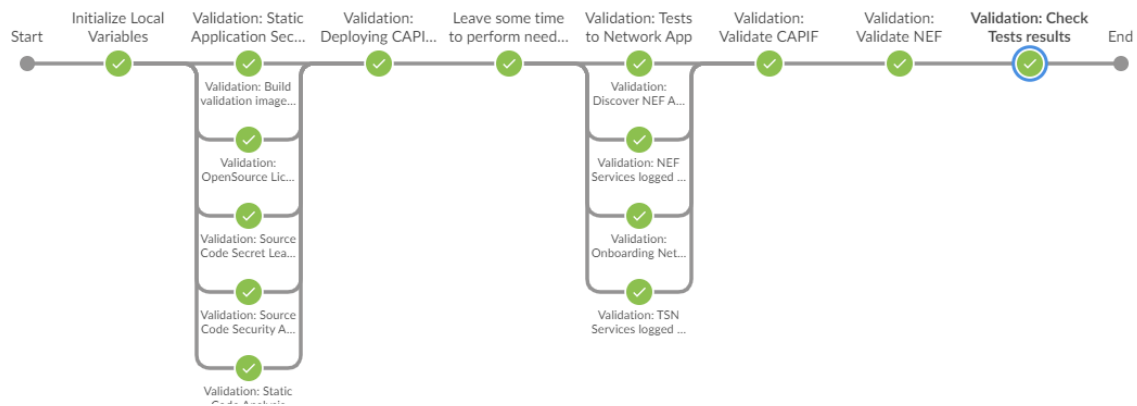 Start
Initialize Local
Variables
Validation: Static
Application Sec...
Validation:
Deploying CAPI...
Leave some time
to perform need...
Validation: Tests
to Network App
Validation:
Validate CAPIF
Validation:
Validate NEF
Validation: Check
Tests results
End
Validation: Build
validation image...
Validation:
OpenSource Lic...
Validation: Source
Code Secret Lea...
Validation: Source
Code Security A...
Validation: Static
Code Analysis
Validation:
Discover NEF A...
Validation: NEF
Services logged ...
Validation:
Onboarding Net...
Validation: TSN
Services logged ...